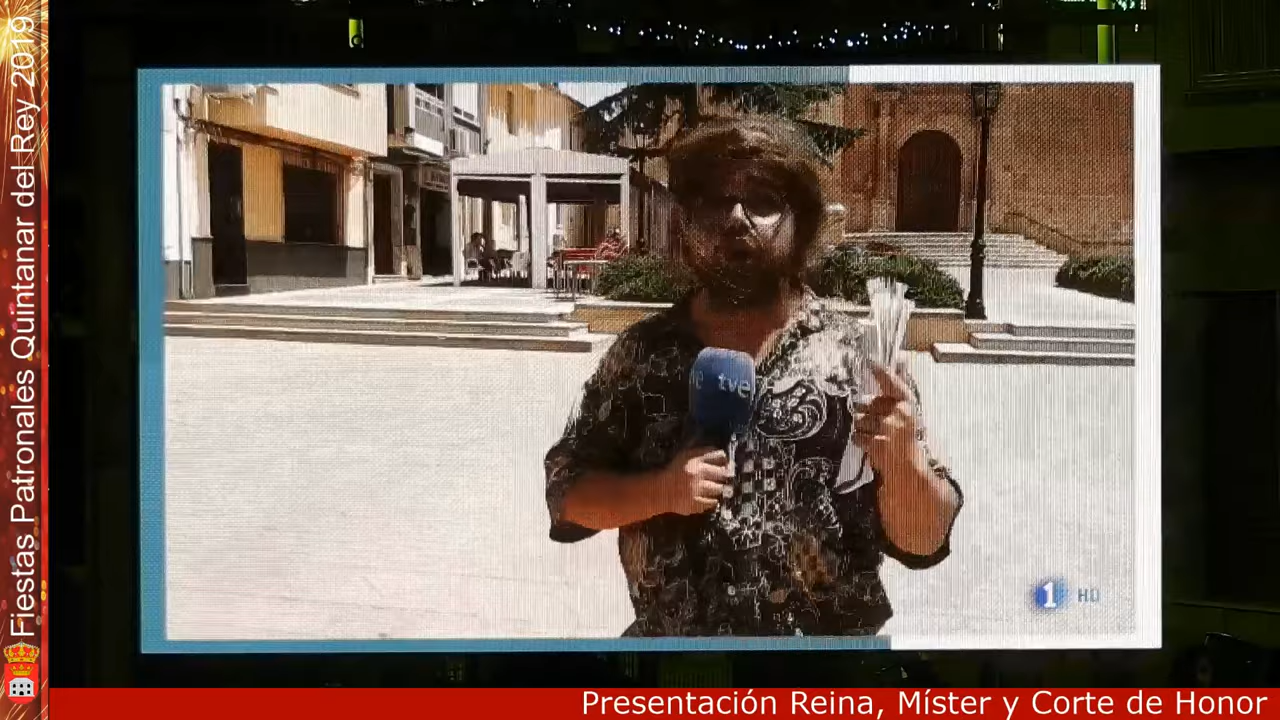 Fiestas Patronales Quintanar del Rey 2019
tve
1 HD
Presentación Reina, Míster y Corte de Honor